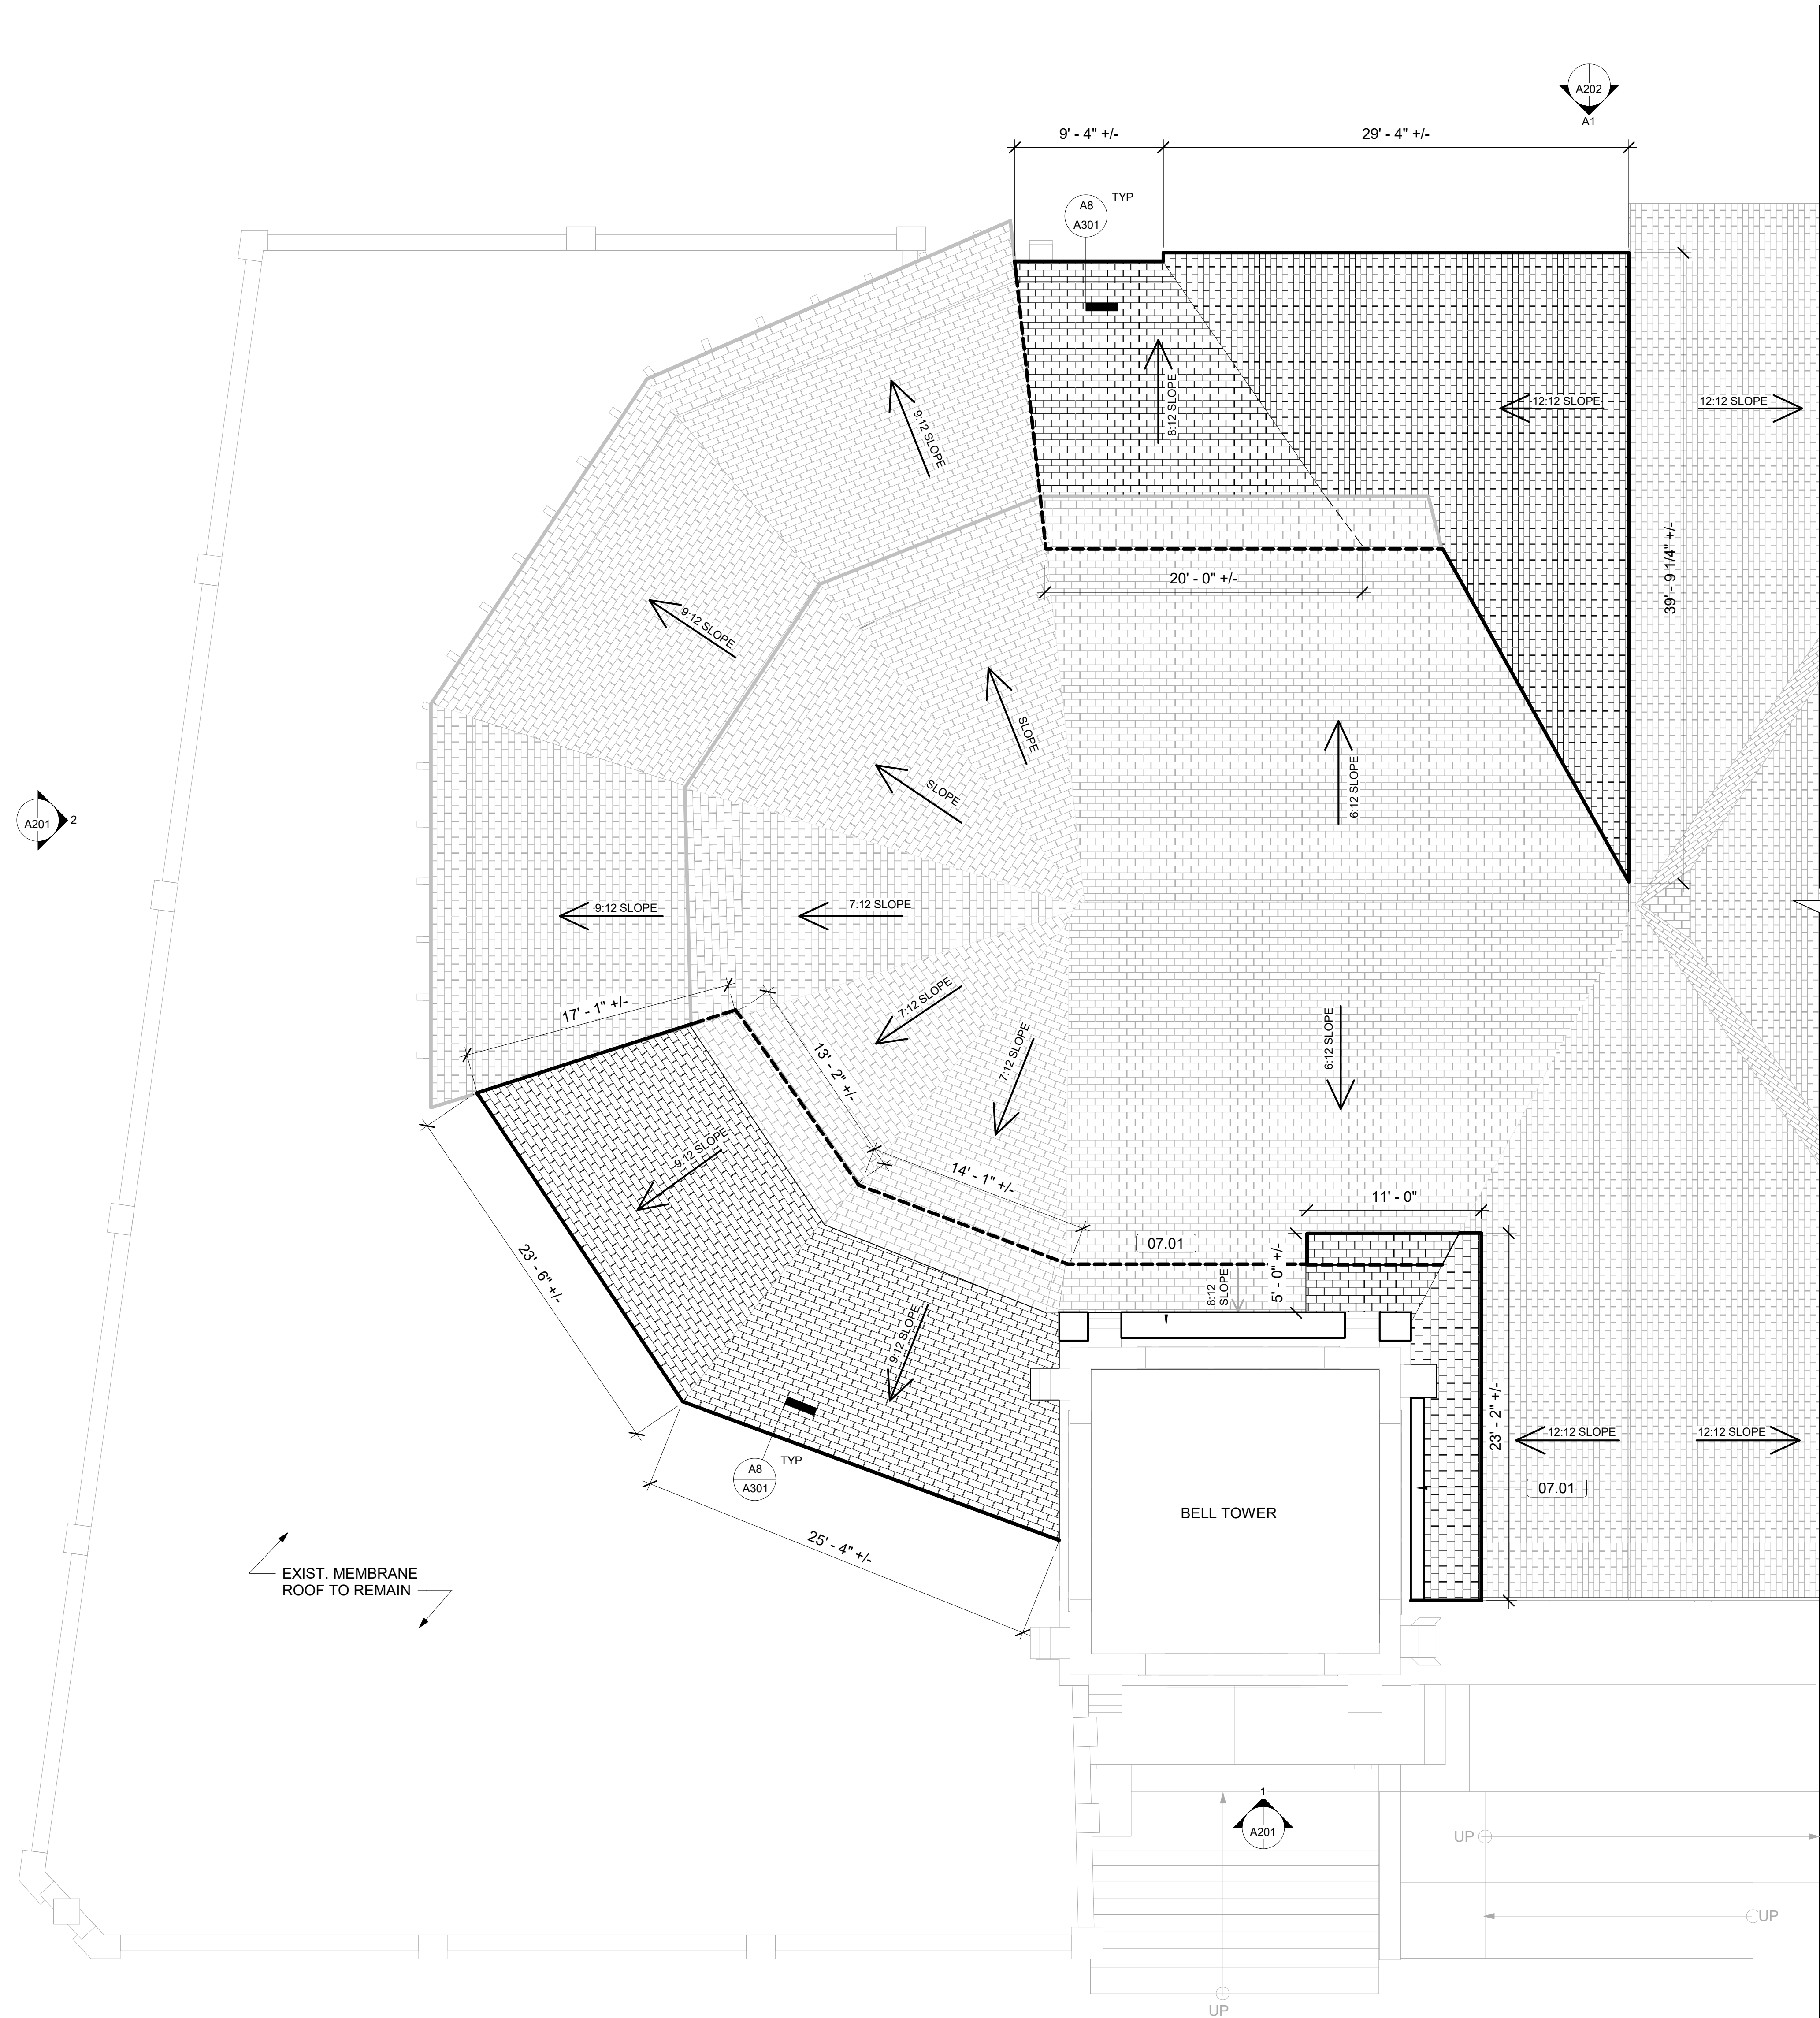 A202
A1
9' - 4" +/-
29' - 4" +/-
A8
A301
TYP
8:12 SLOPE
12:12 SLOPE
12:12 SLOPE
9:12 SLOPE
39' - 9 1/4" +/-
20' - 0" +/-
9:12 SLOPE
SLOPE
SLOPE
6:12 SLOPE
A201
2
9:12 SLOPE
7:12 SLOPE
17' - 1" +/-
7:12 SLOPE
7:12 SLOPE
6:12 SLOPE
13' - 2" +/-
9:12 SLOPE
14' - 1" +/-
11' - 0"
07.01
8:12
SLOPE
5' - 0" +/-
23' - 6" +/-
9:12 SLOPE
23' - 2" +/-
12:12 SLOPE
12:12 SLOPE
A8
A301
TYP
07.01
BELL TOWER
25' - 4" +/-
EXIST. MEMBRANE
ROOF TO REMAIN
1
A201
UP
UP
UP